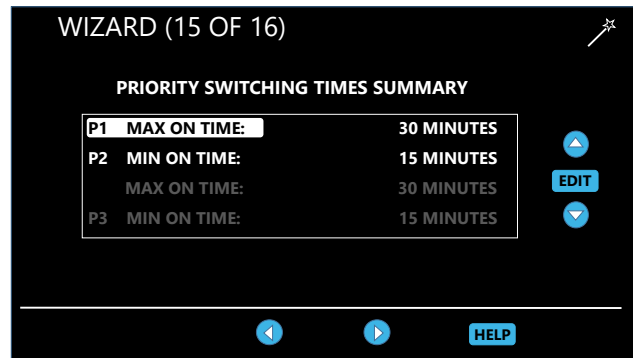 WIZARD (15 OF 16)
PRIORITY SWITCHING TIMES SUMMARY
P1 MAX ON TIME: 30 MINUTES
P2 MIN ON TIME: 15 MINUTES
MAX ON TIME: 30 MINUTES
P3 MIN ON TIME: 15 MINUTES
EDIT
HELP